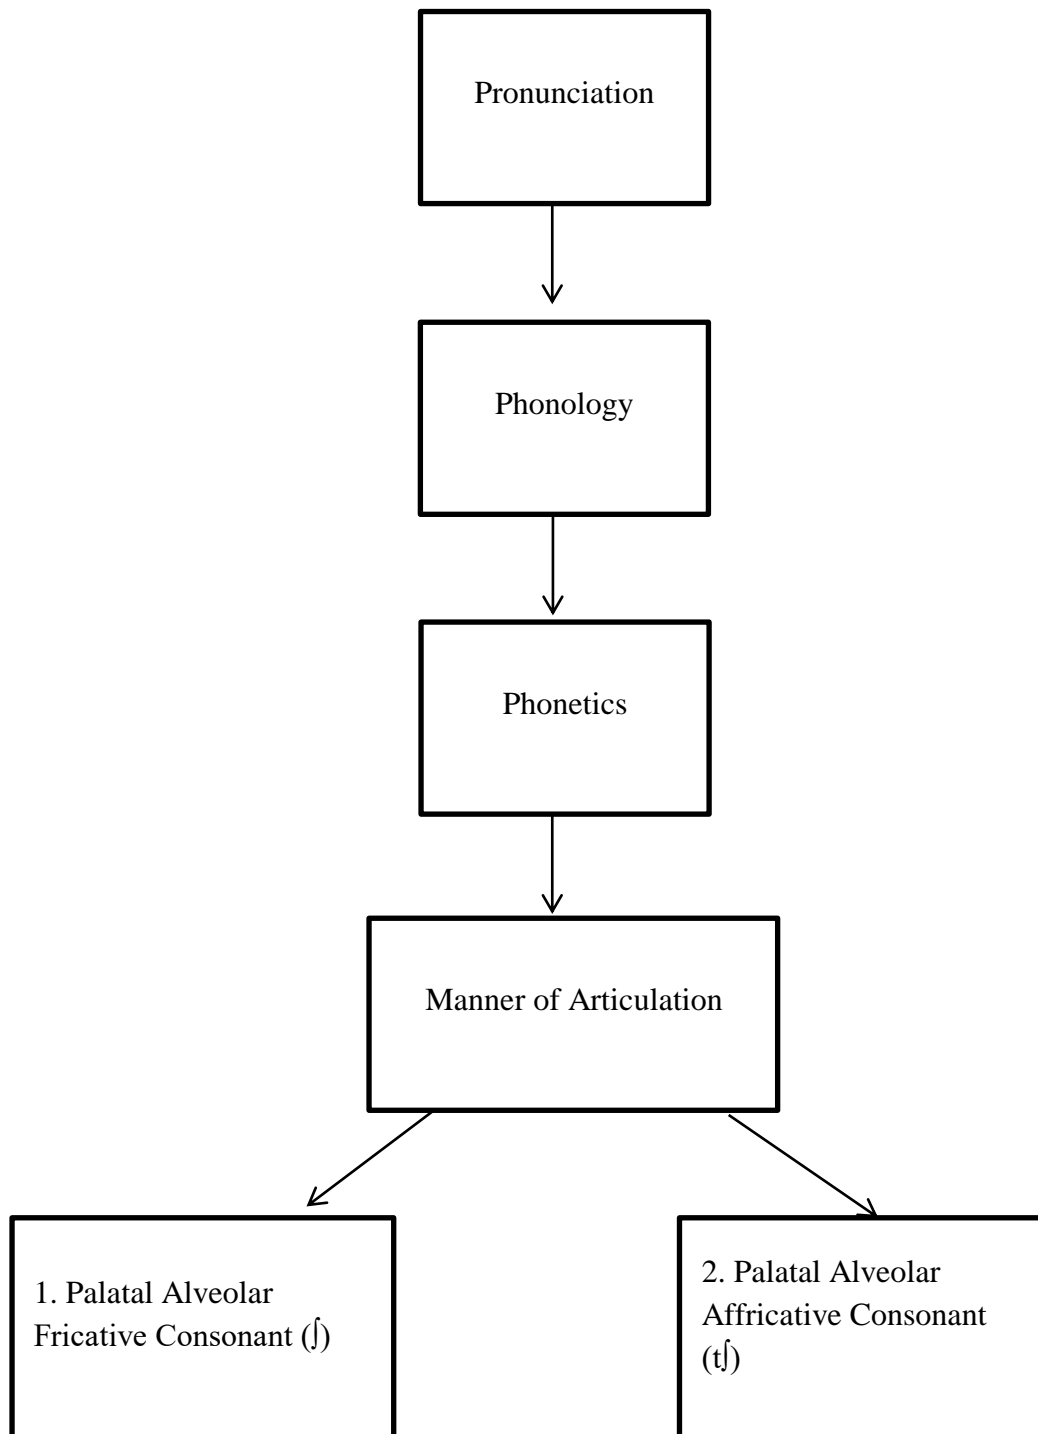 Pronunciation
Phonology
Phonetics
Manner of Articulation
1. Palatal Alveolar
Fricative Consonant (ʃ)
2. Palatal Alveolar
Affricative Consonant
(tʃ)